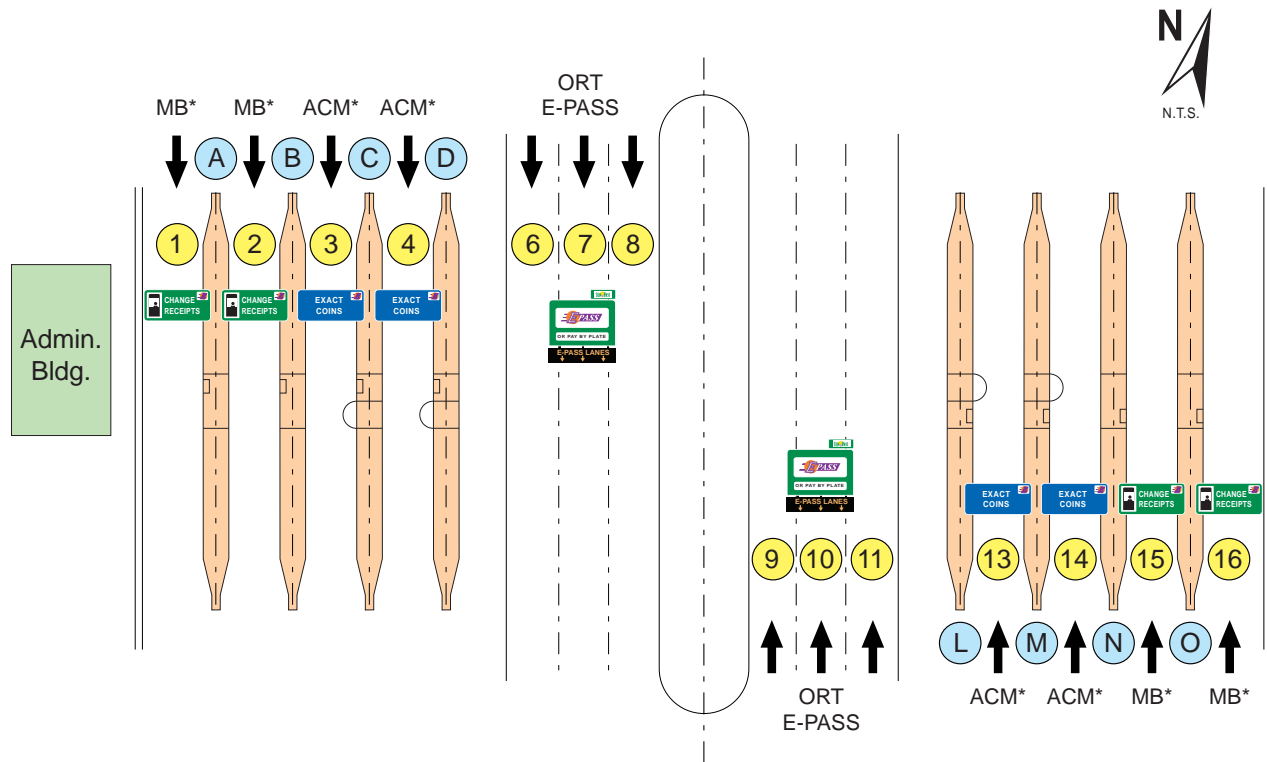 N
N.T.S.
ORT
E-PASS
MB*
MB*
ACM*
ACM*
A
B
C
D
1
2
3
4
6
7
8
CHANGE
RECEIPTS
CHANGE
RECEIPTS
EXACT
COINS
EXACT
COINS
E-PASS
OR PAY BY PLATE
E-PASS LANES
Admin.
Bldg.
E-PASS
OR PAY BY PLATE
E-PASS LANES
EXACT
COINS
EXACT
COINS
CHANGE
RECEIPTS
CHANGE
RECEIPTS
9
10
11
13
14
15
16
L
M
N
O
ORT
E-PASS
ACM*
ACM*
MB*
MB*